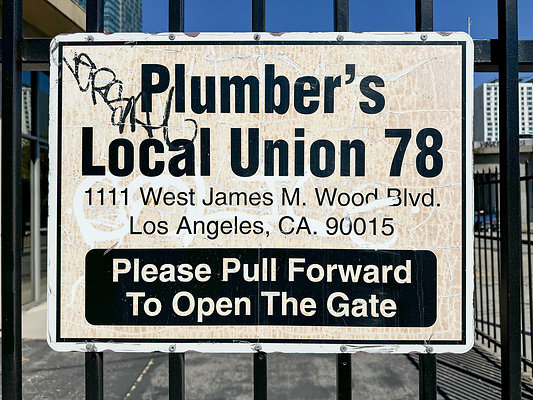 Plumber's
Local Union 78
1111 West James M. Wood Blvd.
Los Angeles, CA. 90015
Please Pull Forward
To Open The Gate